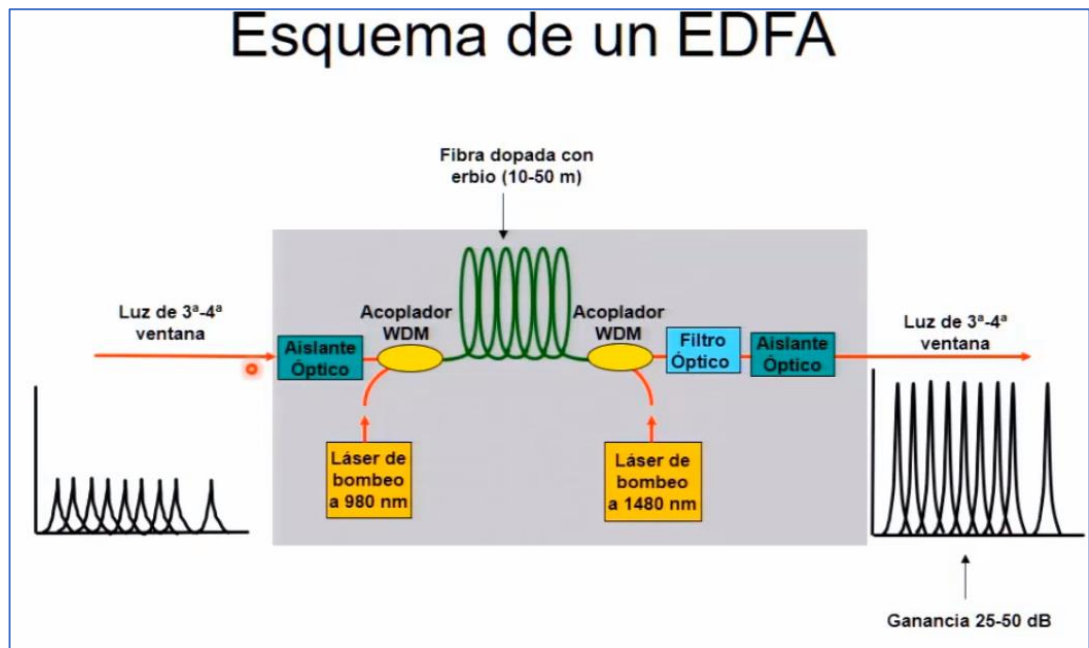 Esquema de un EDFA
Fibra dopada con
erbio (10-50 m)
Luz de 3ª-4ª
ventana
Acoplador
WDM
Acoplador
WDM
Luz de 3ª-4ª
ventana
Aislante
Óptico
Filtro
Óptico
Aislante
Óptico
Láser de
bombeo
a 980 nm
Láser de
bombeo
a 1480 nm
Ganancia 25-50 dB